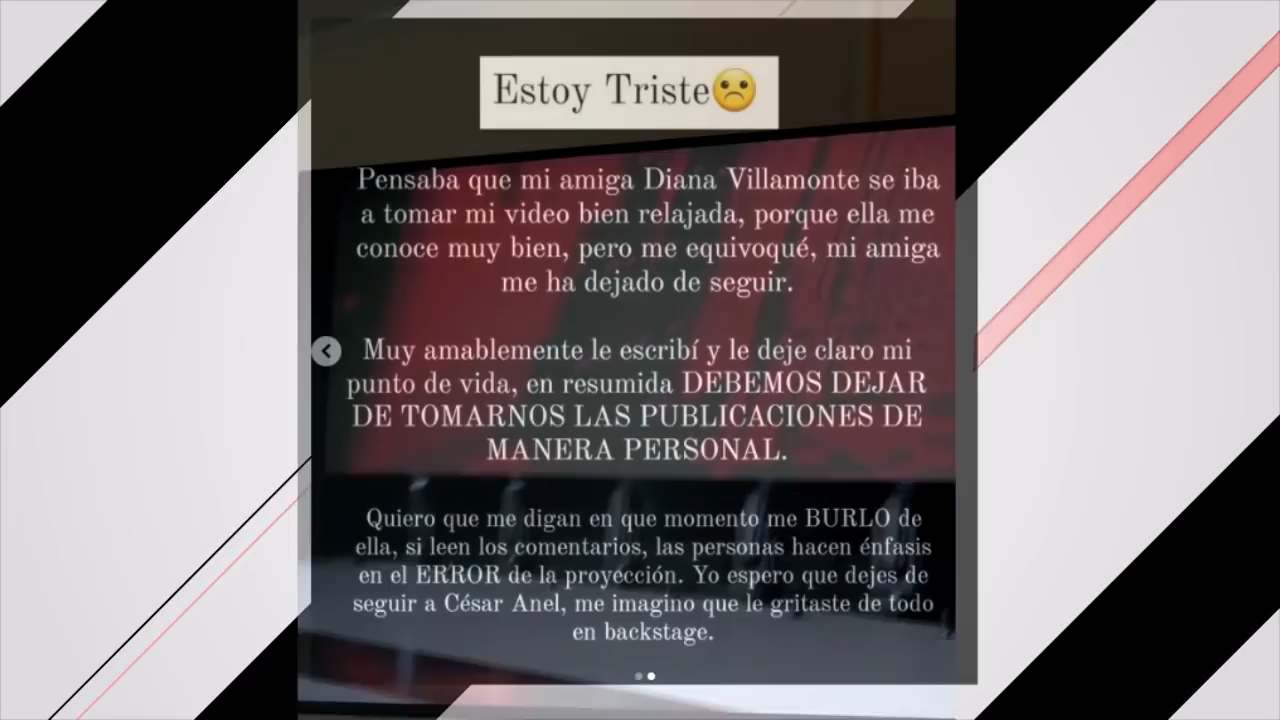 Estoy Triste☹️
Pensaba que mi amiga Diana Villamonte se iba
a tomar mi video bien relajada, porque ella me
conoce muy bien, pero me equivoqué, mi amiga
me ha dejado de seguir.
Muy amablemente le escribí y le deje claro mi
punto de vida, en resumida DEBEMOS DEJAR
DE TOMARNOS LAS PUBLICACIONES DE
MANERA PERSONAL.
Quiero que me digan en que momento me BURLO de
ella, si leen los comentarios, las personas hacen énfasis
en el ERROR de la proyección. Yo espero que dejes de
seguir a César Anel, me imagino que le gritaste de todo
en backstage.